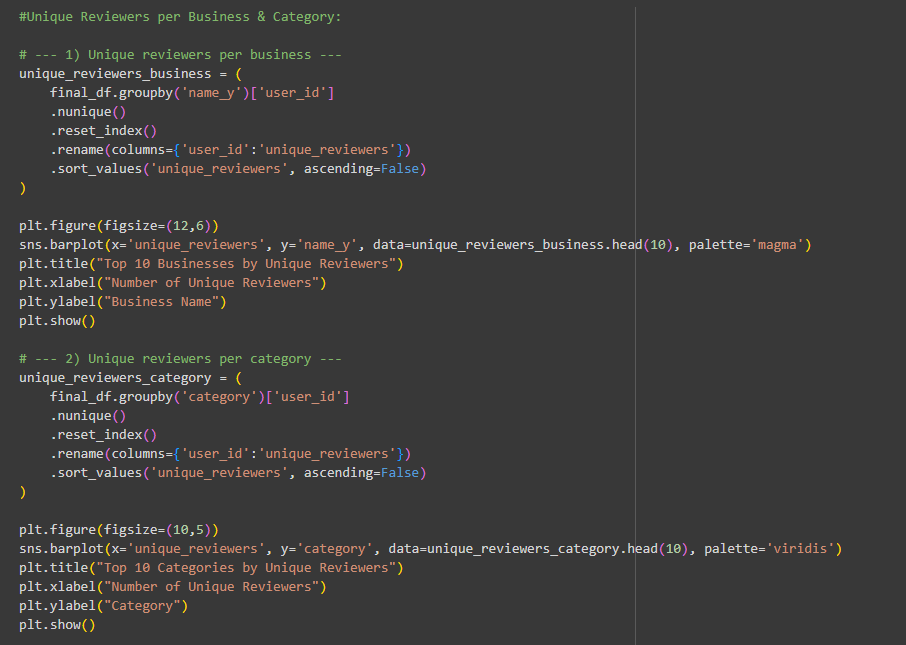 #Unique Reviewers per Business & Category:

# --- 1) Unique reviewers per business ---
unique_reviewers_business = (
    final_df.groupby('name_y')['user_id']
    .nunique()
    .reset_index()
    .rename(columns={'user_id':'unique_reviewers'})
    .sort_values('unique_reviewers', ascending=False)
)

plt.figure(figsize=(12,6))
sns.barplot(x='unique_reviewers', y='name_y', data=unique_reviewers_business.head(10), palette='magma')
plt.title("Top 10 Businesses by Unique Reviewers")
plt.xlabel("Number of Unique Reviewers")
plt.ylabel("Business Name")
plt.show()

# --- 2) Unique reviewers per category ---
unique_reviewers_category = (
    final_df.groupby('category')['user_id']
    .nunique()
    .reset_index()
    .rename(columns={'user_id':'unique_reviewers'})
    .sort_values('unique_reviewers', ascending=False)
)

plt.figure(figsize=(10,5))
sns.barplot(x='unique_reviewers', y='category', data=unique_reviewers_category.head(10), palette='viridis')
plt.title("Top 10 Categories by Unique Reviewers")
plt.xlabel("Number of Unique Reviewers")
plt.ylabel("Category")
plt.show()